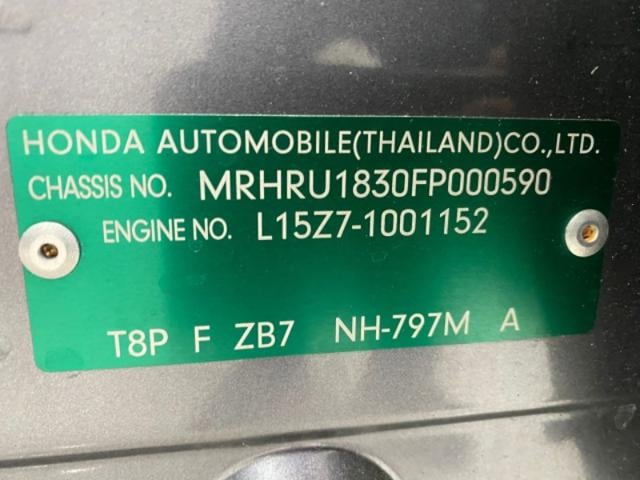 HONDA AUTOMOBILE(THAILAND)CO.,LTD.
CHASSIS NO. MRHRU1830FP000590
ENGINE NO. L15Z7-1001152
T8P F ZB7 NH-797M A